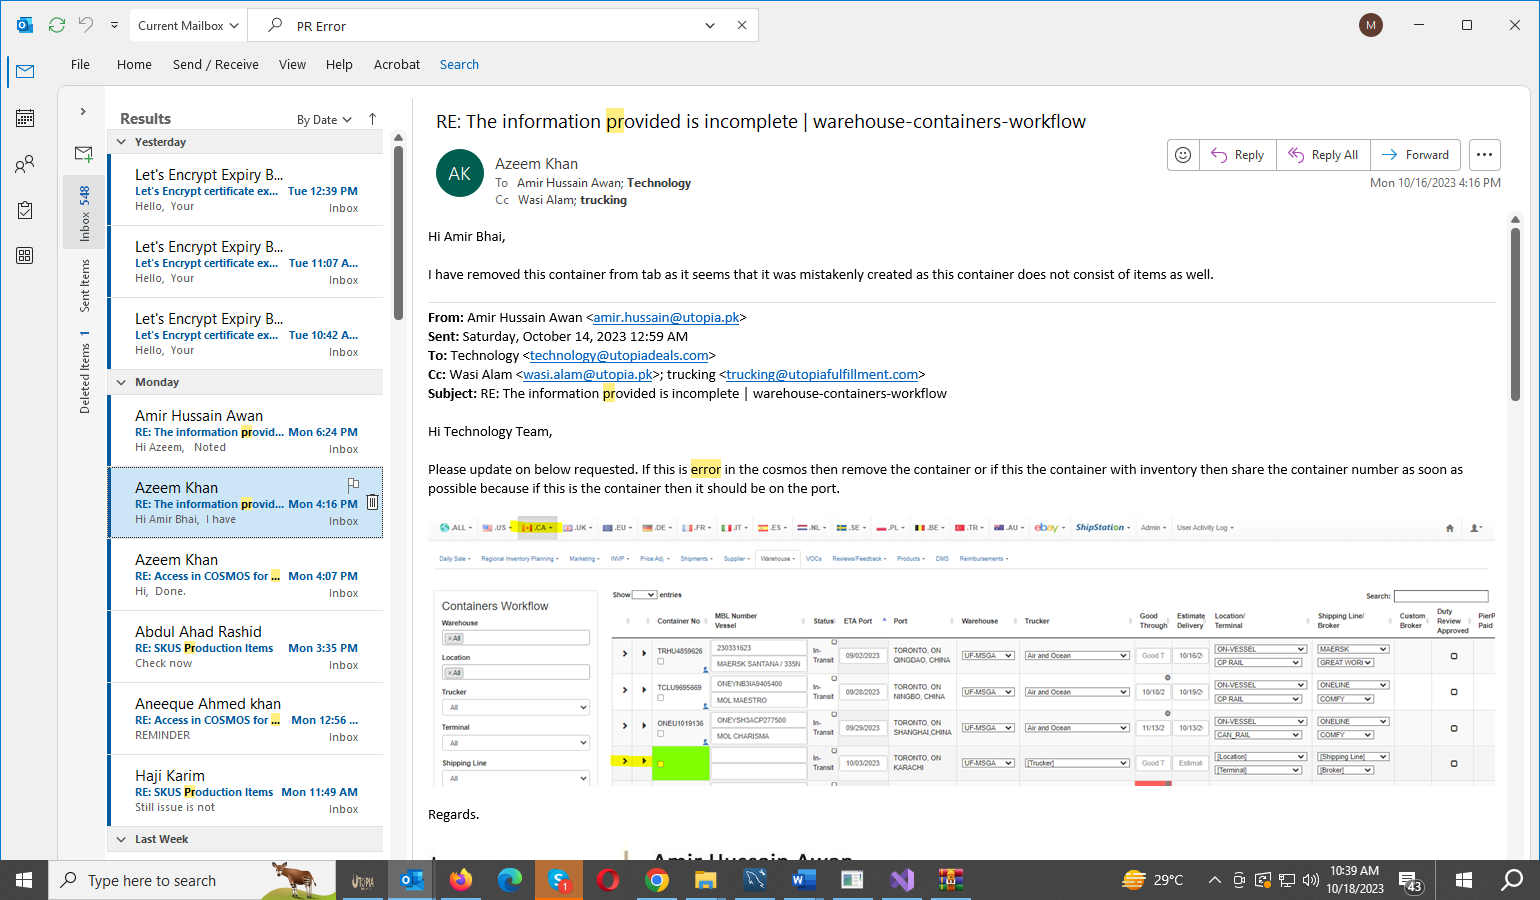 Current Mailbox
PR Error
M
File Home Send / Receive View Help Acrobat Search
Results
By Date
Inbox 548
Sent Items
Deleted Items 1
Yesterday
Let's Encrypt Expiry B...
Let's Encrypt certificate ex... Tue 12:39 PM
Hello, Your Inbox
Let's Encrypt Expiry B...
Let's Encrypt certificate ex... Tue 11:07 A...
Hello, Your Inbox
Let's Encrypt Expiry B...
Let's Encrypt certificate ex... Tue 10:42 A...
Hello, Your Inbox
Monday
Amir Hussain Awan
RE: The information provid... Mon 6:24 PM
Hi Azeem, Noted Inbox
Azeem Khan
RE: The information provid... Mon 4:16 PM
Hi Amir Bhai, I have Inbox
Azeem Khan
RE: Access in COSMOS for ... Mon 4:07 PM
Hi, Done. Inbox
Abdul Ahad Rashid
RE: SKUS Production Items Mon 3:35 PM
Check now Inbox
Aneeque Ahmed khan
RE: Access in COSMOS for ... Mon 12:56 ...
REMINDER Inbox
Haji Karim
RE: SKUS Production Items Mon 11:49 AM
Still issue is not Inbox
Last Week
RE: The information provided is incomplete | warehouse-containers-workflow
AK
Azeem Khan
To Amir Hussain Awan; Technology
Cc Wasi Alam; trucking
Reply Reply All Forward
Mon 10/16/2023 4:16 PM
Hi Amir Bhai,
I have removed this container from tab as it seems that it was mistakenly created as this container does not consist of items as well.
From: Amir Hussain Awan <amir.hussain@utopia.pk>
Sent: Saturday, October 14, 2023 12:59 AM
To: Technology <technology@utopiadeals.com>
Cc: Wasi Alam <wasi.alam@utopia.pk>; trucking <trucking@utopiafulfillment.com>
Subject: RE: The information provided is incomplete | warehouse-containers-workflow
Hi Technology Team,
Please update on below requested. If this is error in the cosmos then remove the container or if this the container with inventory then share the container number as soon as
possible because if this is the container then it should be on the port.
.ALL .US .CA .UK .EU .DE .FR .IT .ES .NL .SE .PL .BE .TR .AU ebay ShipStation Admin User Activity Log
Daily Sale Regional Inventory Planning Marketing INVP Price Adj. Shipments Supplier Warehouse VOCs Reviews/Feedback Products DMS Reimbursements
Containers Workflow
Warehouse
× All
Location
× All
Trucker
All
Terminal
All
Shipping Line
All
Show entries
Search:
Container No MBL Number Vessel Status ETA Port Port Warehouse Trucker Good Through Estimate Delivery Location/ Terminal Shipping Line/ Broker Custom Broker Duty Review Approved PierP Paid
TRHU4859626 230331623 MAERSK SANTANA / 335N In-Transit 09/02/2023 TORONTO, ON QINGDAO, CHINA UF-MSGA Air and Ocean Good T 10/16/2 ON-VESSEL CP RAIL MAERSK GREAT WORI
TCLU9695669 ONEYNB3IA9405400 MOL MAESTRO In-Transit 09/28/2023 TORONTO, ON NINGBO, CHINA UF-MSGA Air and Ocean 10/18/2 10/19/2 ON-VESSEL CP RAIL ONELINE COMFY
ONEU1019136 ONEYSH3ACP277500 MOL CHARISMA In-Transit 09/29/2023 TORONTO, ON SHANGHAI,CHINA UF-MSGA Air and Ocean 11/13/2 10/13/2 ON-VESSEL CAN_RAIL ONELINE COMFY
In-Transit 10/03/2023 TORONTO, ON KARACHI UF-MSGA [Trucker] Good T Estimat [Location] [Terminal] [Shipping Line] [Broker]
Regards.
Amir Hussain Awan
Type here to search
UTOPIA
1
29°C
10:39 AM
10/18/2023
43